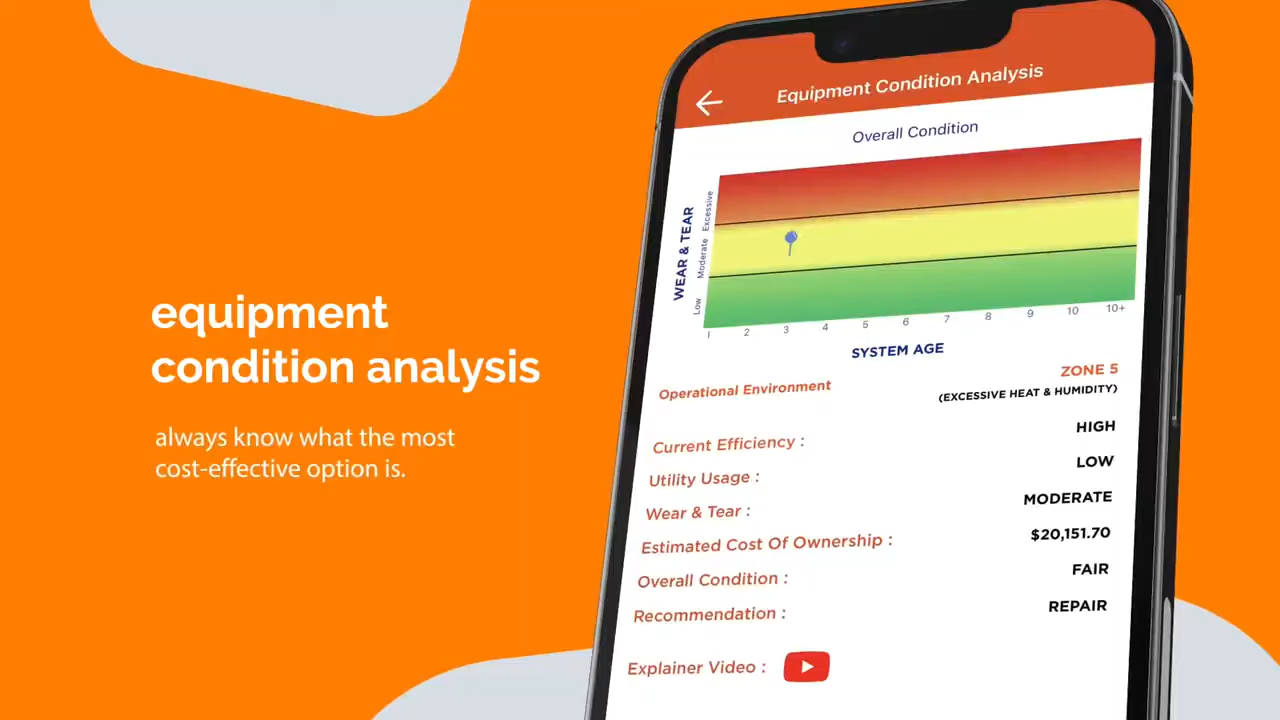 equipment
condition analysis
always know what the most
cost-effective option is.
Equipment Condition Analysis
Overall Condition
WEAR & TEAR
Excessive
Moderate
Low
1 2 3 4 5 6 7 8 9 10 10+
SYSTEM AGE
Operational Environment ZONE 5
(EXCESSIVE HEAT & HUMIDITY)
Current Efficiency : HIGH
Utility Usage : LOW
Wear & Tear : MODERATE
Estimated Cost Of Ownership : $20,151.70
Overall Condition : FAIR
Recommendation : REPAIR
Explainer Video :